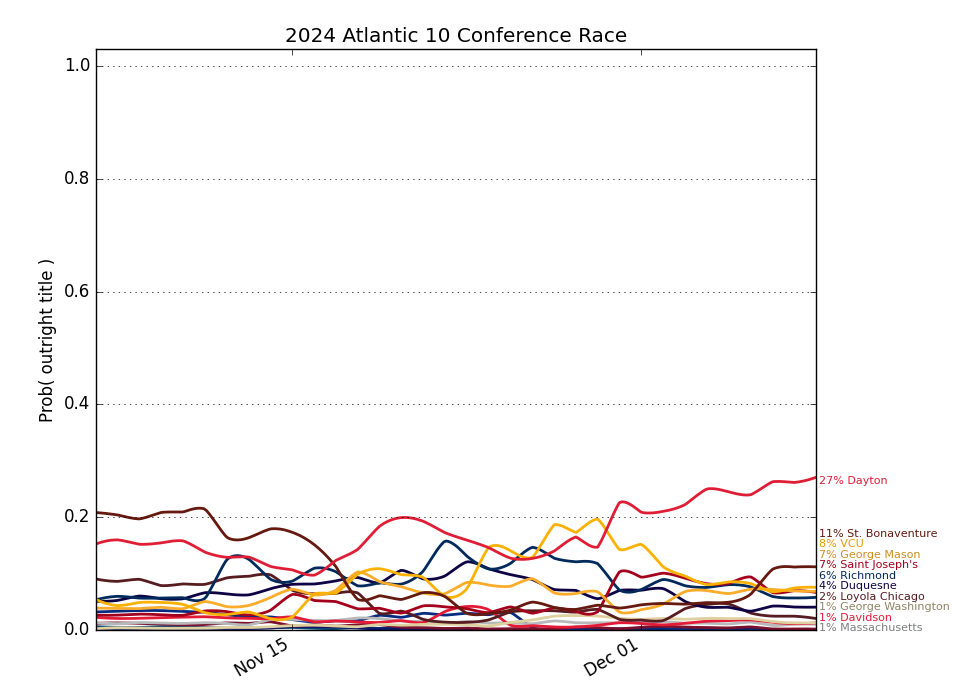 2024 Atlantic 10 Conference Race
1.0
0.8
0.6
0.4
0.2
0.0
Prob( outright title )
Nov 15
Dec 01
27% Dayton
11% St. Bonaventure
8% VCU
7% George Mason
7% Saint Joseph's
6% Richmond
4% Duquesne
2% Loyola Chicago
1% George Washington
1% Davidson
1% Massachusetts